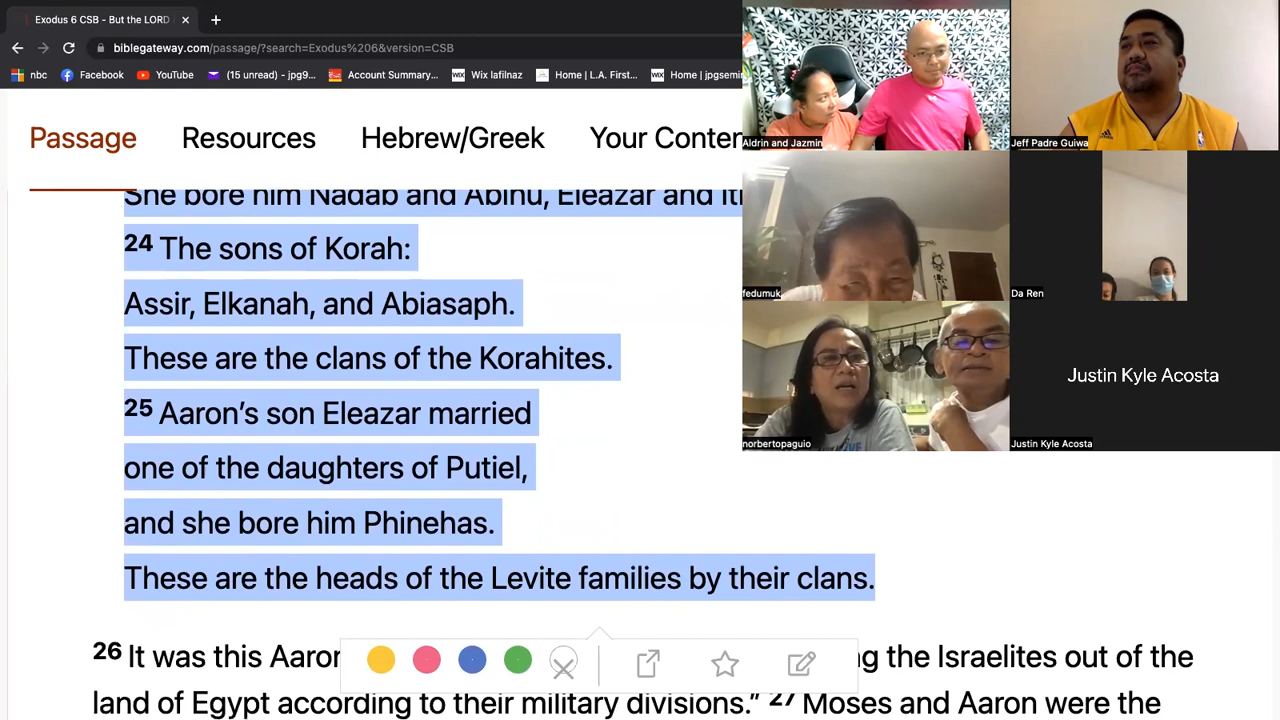 Exodus 6 CSB - But the LORD
biblegateway.com/passage/?search=Exodus%206&version=CSB
nbc Facebook YouTube (15 unread) - jpg9... Account Summary... Wix lafilnaz Home | L.A. First... Home | jpgsemi
Passage Resources Hebrew/Greek Your Conten
She bore him Nadab and Abihu, Eleazar and It
24 The sons of Korah:
Assir, Elkanah, and Abiasaph.
These are the clans of the Korahites.
25 Aaron’s son Eleazar married
one of the daughters of Putiel,
and she bore him Phinehas.
These are the heads of the Levite families by their clans.
26 It was this Aaron ng the Israelites out of the
land of Egypt according to their military divisions.” 27 Moses and Aaron were the
Aldrin and Jazmin
Jeff Padre Guiwa
fedumuk
Da Ren
norbertopaguio
Justin Kyle Acosta
Justin Kyle Acosta